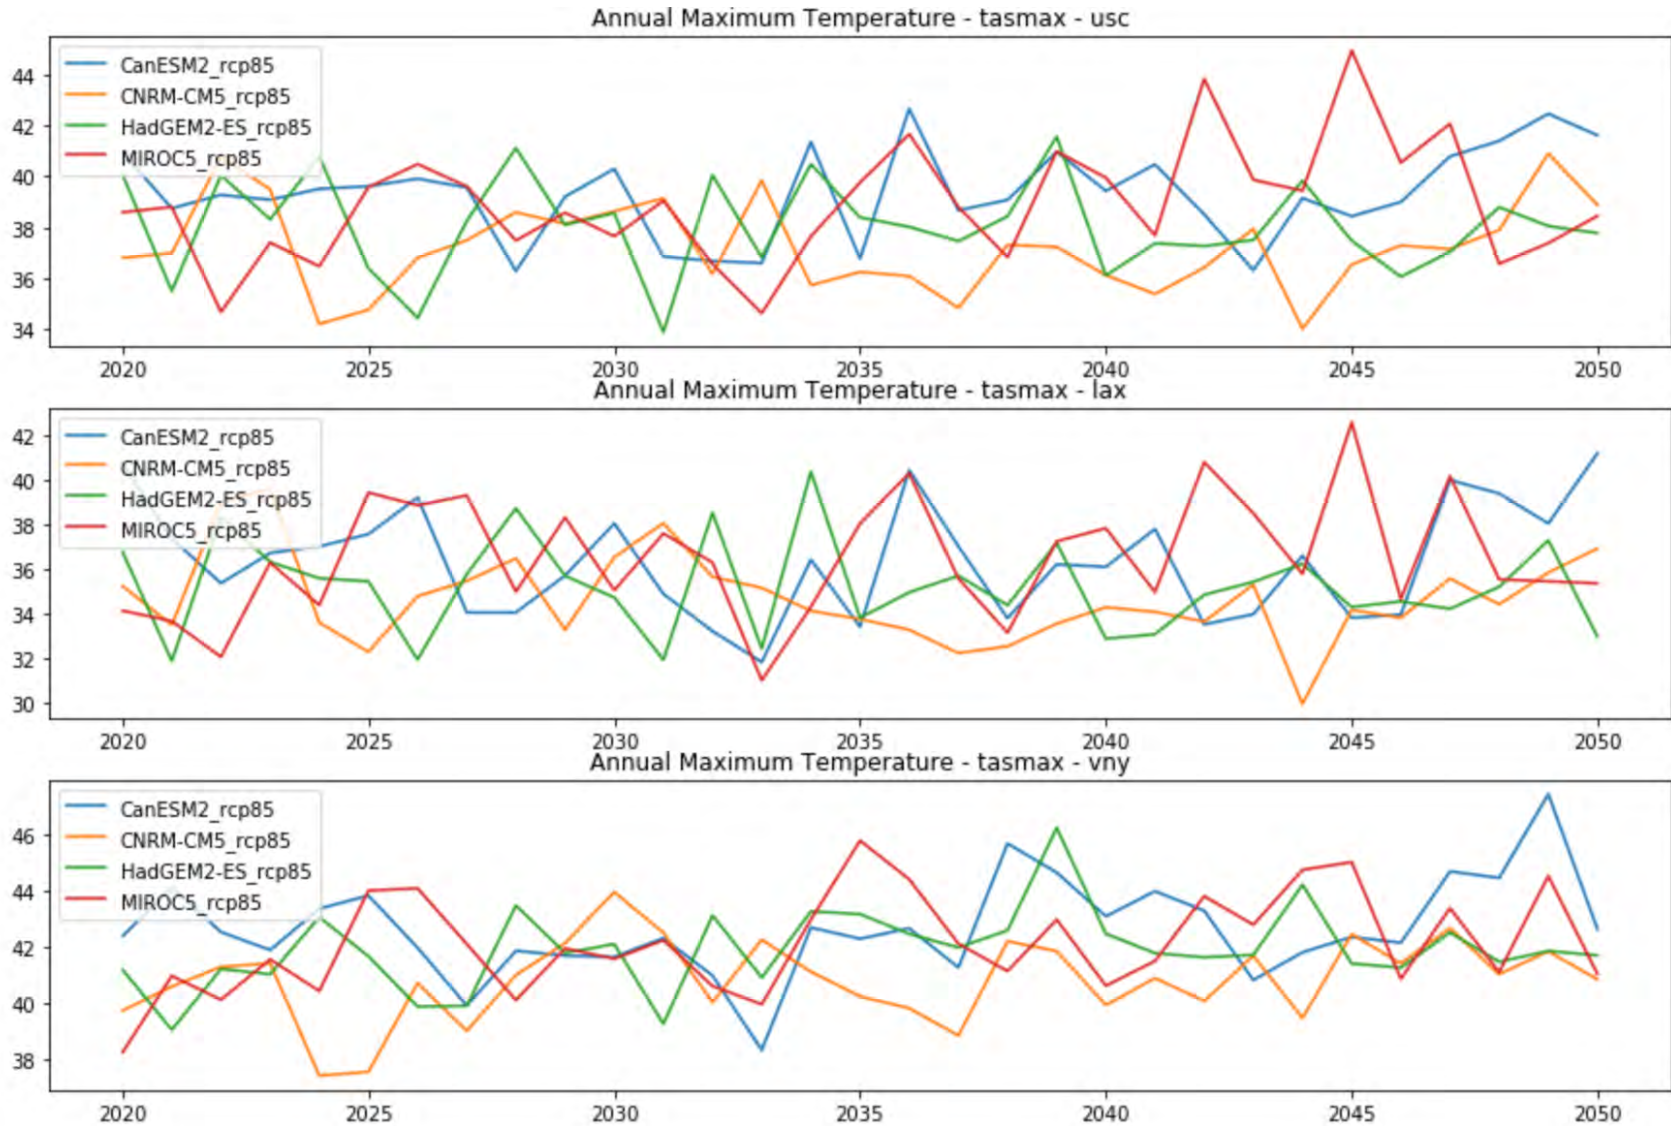 Annual Maximum Temperature - tasmax - usc
CanESM2_rcp85
CNRM-CM5_rcp85
HadGEM2-ES_rcp85
MIROC5_rcp85
44
42
40
38
36
34
2020 2025 2030 2035 2040 2045 2050
Annual Maximum Temperature - tasmax - lax
CanESM2_rcp85
CNRM-CM5_rcp85
HadGEM2-ES_rcp85
MIROC5_rcp85
42
40
38
36
34
32
30
2020 2025 2030 2035 2040 2045 2050
Annual Maximum Temperature - tasmax - vny
CanESM2_rcp85
CNRM-CM5_rcp85
HadGEM2-ES_rcp85
MIROC5_rcp85
46
44
42
40
38
2020 2025 2030 2035 2040 2045 2050